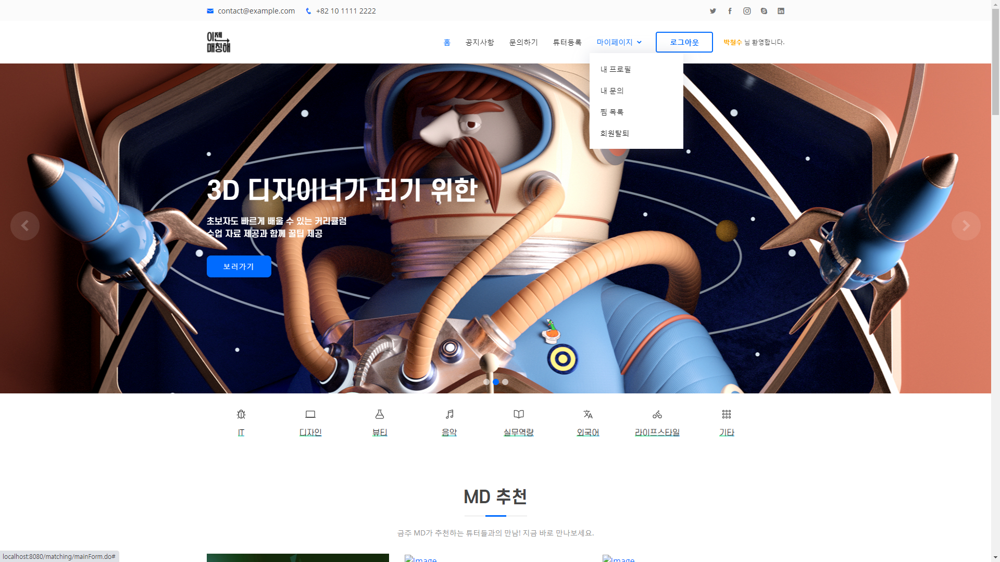 contact@example.com +82 10 1111 2222
이젠
매칭해
홈 공지사항 문의하기 튜터등록 마이페이지 로그아웃 박철수 님 환영합니다.
내 프로필
내 문의
찜 목록
회원탈퇴
3D 디자이너가 되기 위한
초보자도 빠르게 배울 수 있는 커리큘럼
수업 자료 제공과 함께 꿀팁 제공
보러가기
IT 디자인 뷰티 음악 실무역량 외국어 라이프스타일 기타
MD 추천
금주 MD가 추천하는 튜터들과의 만남! 지금 바로 만나보세요.
Image Image
localhost:8080/matching/mainForm.do#